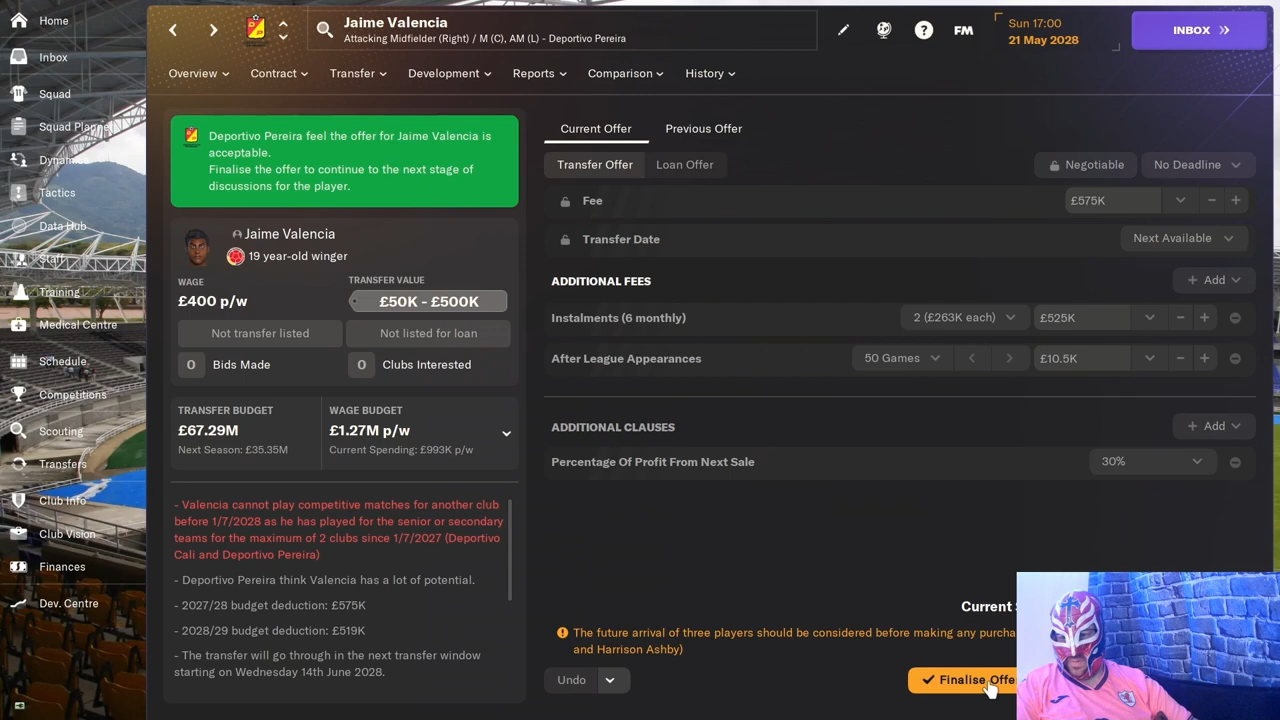 Home
Inbox
Squad
Squad Planne
Dynamics
Tactics
Data Hub
Staff
Training
Medical Centre
Schedule
Competitions
Scouting
Transfers
Club Info
Club Vision
Finances
Dev. Centre
Jaime Valencia
Attacking Midfielder (Right) / M (C), AM (L) - Deportivo Pereira
FM
Sun 17:00
21 May 2028
INBOX
Overview
Contract
Transfer
Development
Reports
Comparison
History
Deportivo Pereira feel the offer for Jaime Valencia is
acceptable.
Finalise the offer to continue to the next stage of
discussions for the player.
Jaime Valencia
19 year-old winger
WAGE
£400 p/w
TRANSFER VALUE
£50K - £500K
Not transfer listed
Not listed for loan
0 Bids Made
0 Clubs Interested
TRANSFER BUDGET
£67.29M
Next Season: £35.35M
WAGE BUDGET
£1.27M p/w
Current Spending: £993K p/w
- Valencia cannot play competitive matches for another club
before 1/7/2028 as he has played for the senior or secondary
teams for the maximum of 2 clubs since 1/7/2027 (Deportivo
Cali and Deportivo Pereira)
- Deportivo Pereira think Valencia has a lot of potential.
- 2027/28 budget deduction: £575K
- 2028/29 budget deduction: £519K
- The transfer will go through in the next transfer window
starting on Wednesday 14th June 2028.
Current Offer
Previous Offer
Transfer Offer
Loan Offer
Negotiable
No Deadline
Fee
£575K
Transfer Date
Next Available
ADDITIONAL FEES
+ Add
Instalments (6 monthly)
2 (£263K each)
£525K
After League Appearances
50 Games
£10.5K
ADDITIONAL CLAUSES
+ Add
Percentage Of Profit From Next Sale
30%
Current S
The future arrival of three players should be considered before making any purcha
and Harrison Ashby)
Undo
Finalise Offe